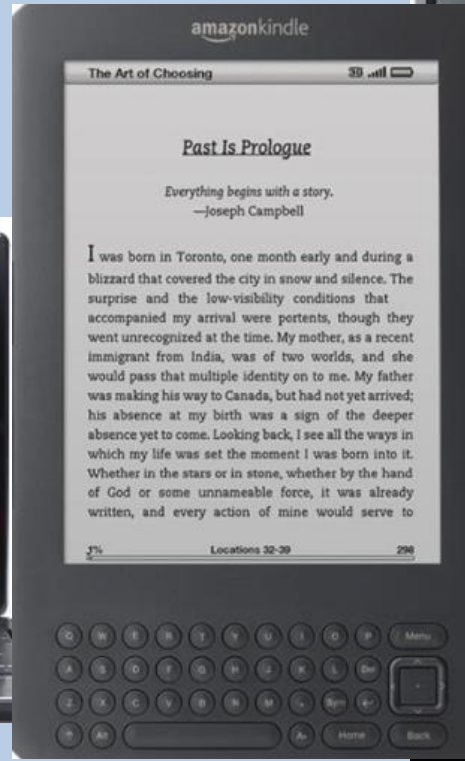 amazonkindle
The Art of Choosing 3G
Past Is Prologue
Everything begins with a story.
—Joseph Campbell
I was born in Toronto, one month early and during a
blizzard that covered the city in snow and silence. The
surprise and the low-visibility conditions that
accompanied my arrival were portents, though they
went unrecognized at the time. My mother, as a recent
immigrant from India, was of two worlds, and she
would pass that multiple identity on to me. My father
was making his way to Canada, but had not yet arrived;
his absence at my birth was a sign of the deeper
absence yet to come. Looking back, I see all the ways in
which my life was set the moment I was born into it.
Whether in the stars or in stone, whether by the hand
of God or some unnameable force, it was already
written, and every action of mine would serve to
1% Locations 32-39 298
Q W E R T Y U I O P Menu
A S D F G H J K L Del
Z X C V B N M . Sym
Alt Aa Home Back